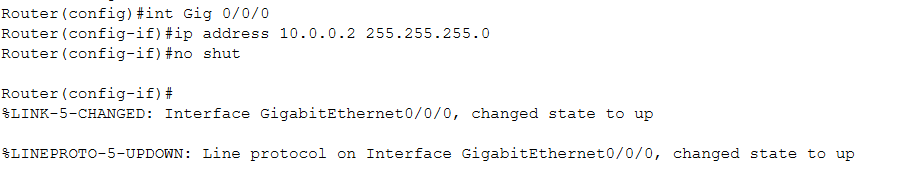 Router(config)#int Gig 0/0/0
Router(config-if)#ip address 10.0.0.2 255.255.255.0
Router(config-if)#no shut
Router(config-if)#
%LINK-5-CHANGED: Interface GigabitEthernet0/0/0, changed state to up
%LINEPROTO-5-UPDOWN: Line protocol on Interface GigabitEthernet0/0/0, changed state to up